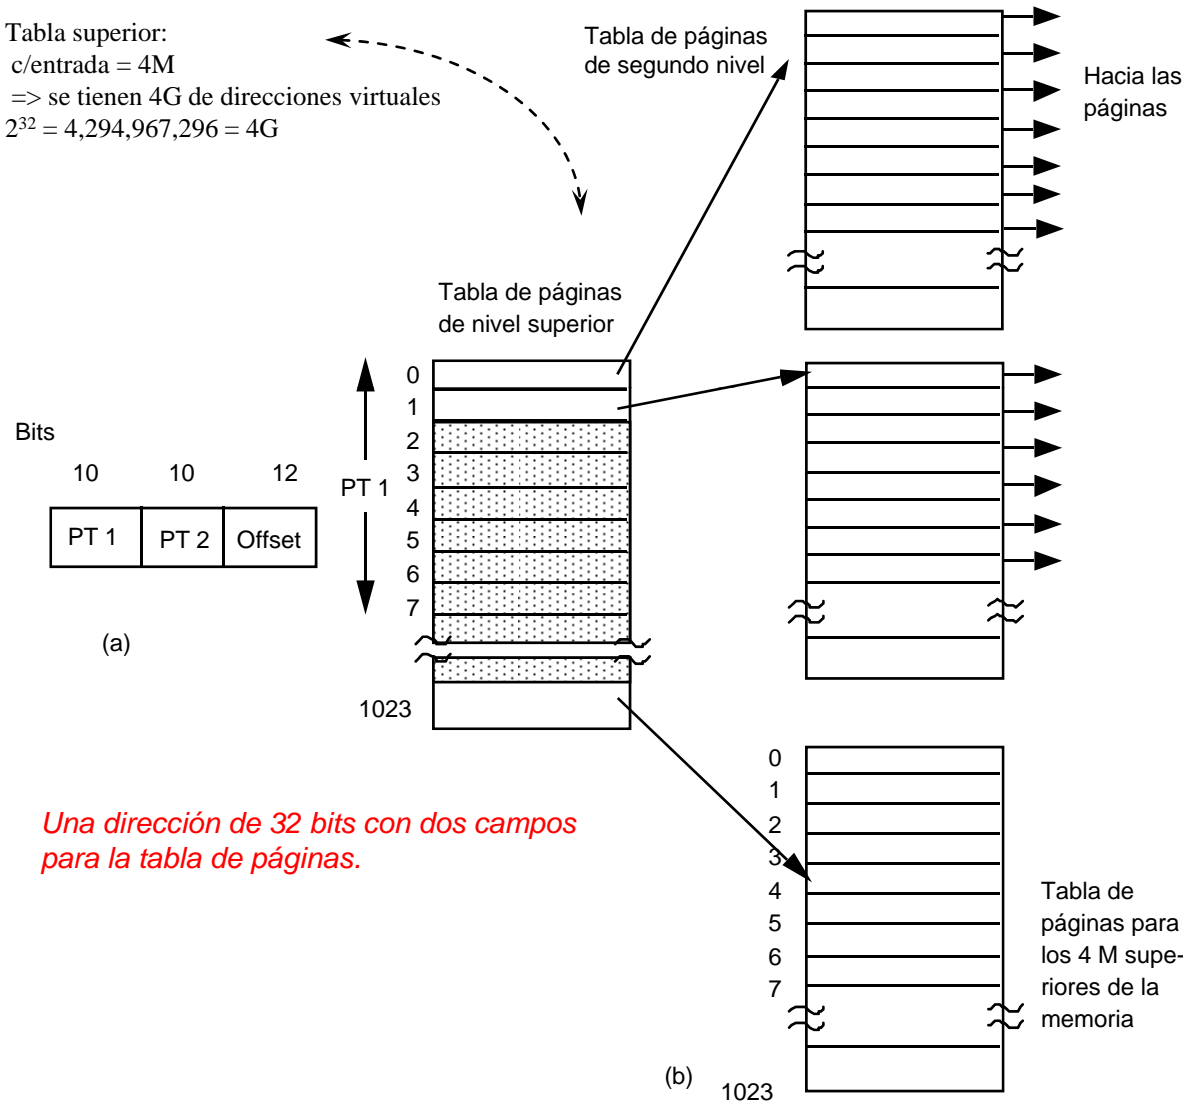 Tabla superior:
c/entrada = 4M
=> se tienen 4G de direcciones virtuales
2^32 = 4,294,967,296 = 4G
Tabla de páginas
de segundo nivel
Hacia las
páginas
Tabla de páginas
de nivel superior
Bits
10 10 12
PT 1 PT 2 Offset
(a)
PT 1
0
1
2
3
4
5
6
7
1023
Una dirección de 32 bits con dos campos
para la tabla de páginas.
0
1
2
3
4
5
6
7
1023
Tabla de
páginas para
los 4 M supe-
riores de la
memoria
(b)